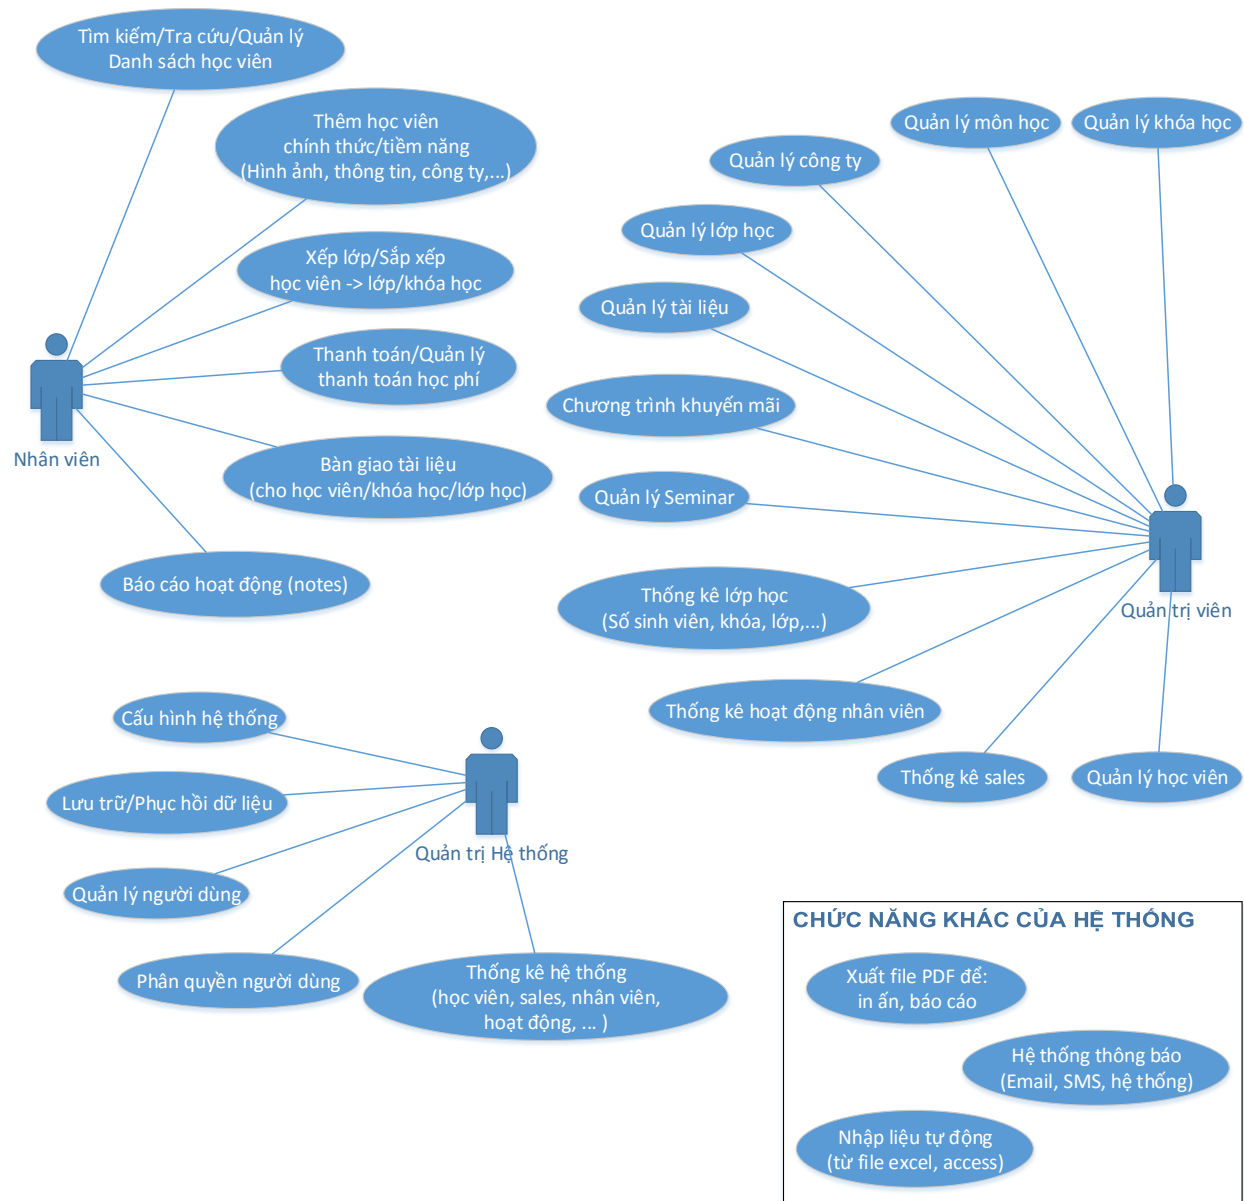 Tìm kiếm/Tra cứu/Quản lý
Danh sách học viên
Thêm học viên
chính thức/tiềm năng
(Hình ảnh, thông tin, công ty,...)
Xếp lớp/Sắp xếp
học viên -> lớp/khóa học
Thanh toán/Quản lý
thanh toán học phí
Nhân viên
Bàn giao tài liệu
(cho học viên/khóa học/lớp học)
Báo cáo hoạt động (notes)
Quản lý môn học
Quản lý khóa học
Quản lý công ty
Quản lý lớp học
Quản lý tài liệu
Chương trình khuyến mãi
Quản lý Seminar
Thống kê lớp học
(Số sinh viên, khóa, lớp,...)
Quản trị viên
Thống kê hoạt động nhân viên
Thống kê sales
Quản lý học viên
Cấu hình hệ thống
Lưu trữ/Phục hồi dữ liệu
Quản trị Hệ thống
Quản lý người dùng
Phân quyền người dùng
Thống kê hệ thống
(học viên, sales, nhân viên,
hoạt động, ... )
CHỨC NĂNG KHÁC CỦA HỆ THỐNG
Xuất file PDF để:
in ấn, báo cáo
Hệ thống thông báo
(Email, SMS, hệ thống)
Nhập liệu tự động
(từ file excel, access)